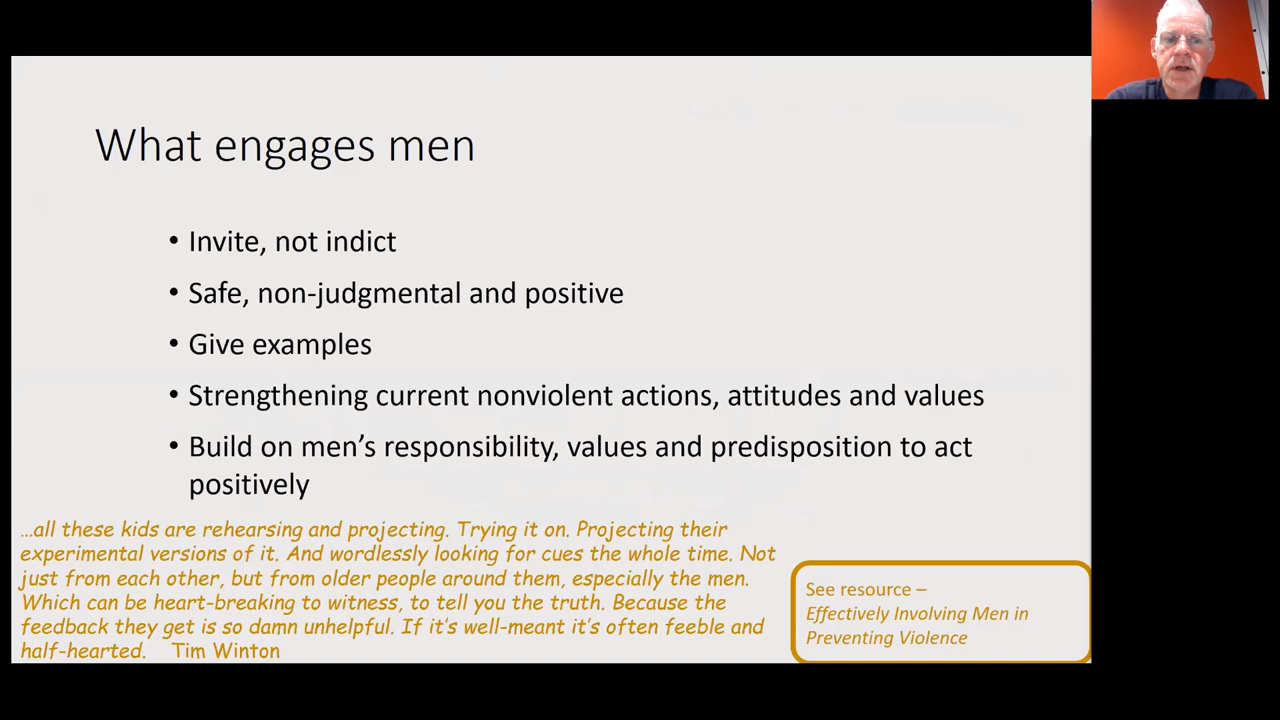 What engages men
• Invite, not indict
• Safe, non-judgmental and positive
• Give examples
• Strengthening current nonviolent actions, attitudes and values
• Build on men’s responsibility, values and predisposition to act
positively
…all these kids are rehearsing and projecting. Trying it on. Projecting their
experimental versions of it. And wordlessly looking for cues the whole time. Not
just from each other, but from older people around them, especially the men.
Which can be heart-breaking to witness, to tell you the truth. Because the
feedback they get is so damn unhelpful. If it’s well-meant it’s often feeble and
half-hearted. Tim Winton
See resource –
Effectively Involving Men in
Preventing Violence